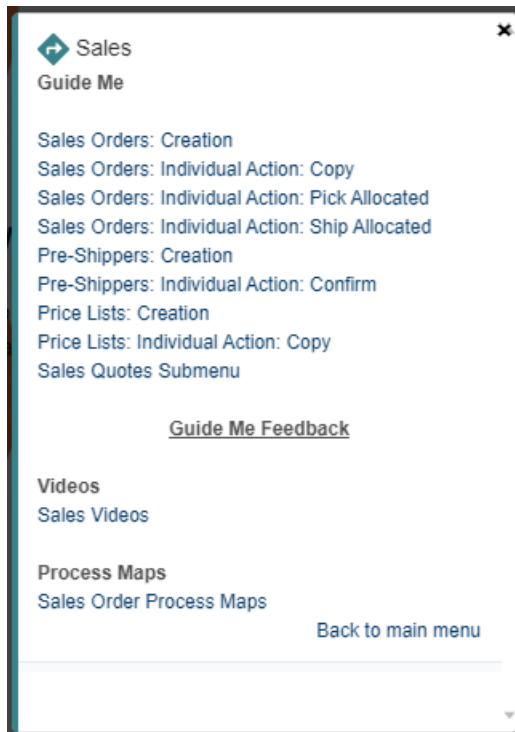 Sales
Guide Me
Sales Orders: Creation
Sales Orders: Individual Action: Copy
Sales Orders: Individual Action: Pick Allocated
Sales Orders: Individual Action: Ship Allocated
Pre-Shippers: Creation
Pre-Shippers: Individual Action: Confirm
Price Lists: Creation
Price Lists: Individual Action: Copy
Sales Quotes Submenu
Guide Me Feedback
Videos
Sales Videos
Process Maps
Sales Order Process Maps
Back to main menu